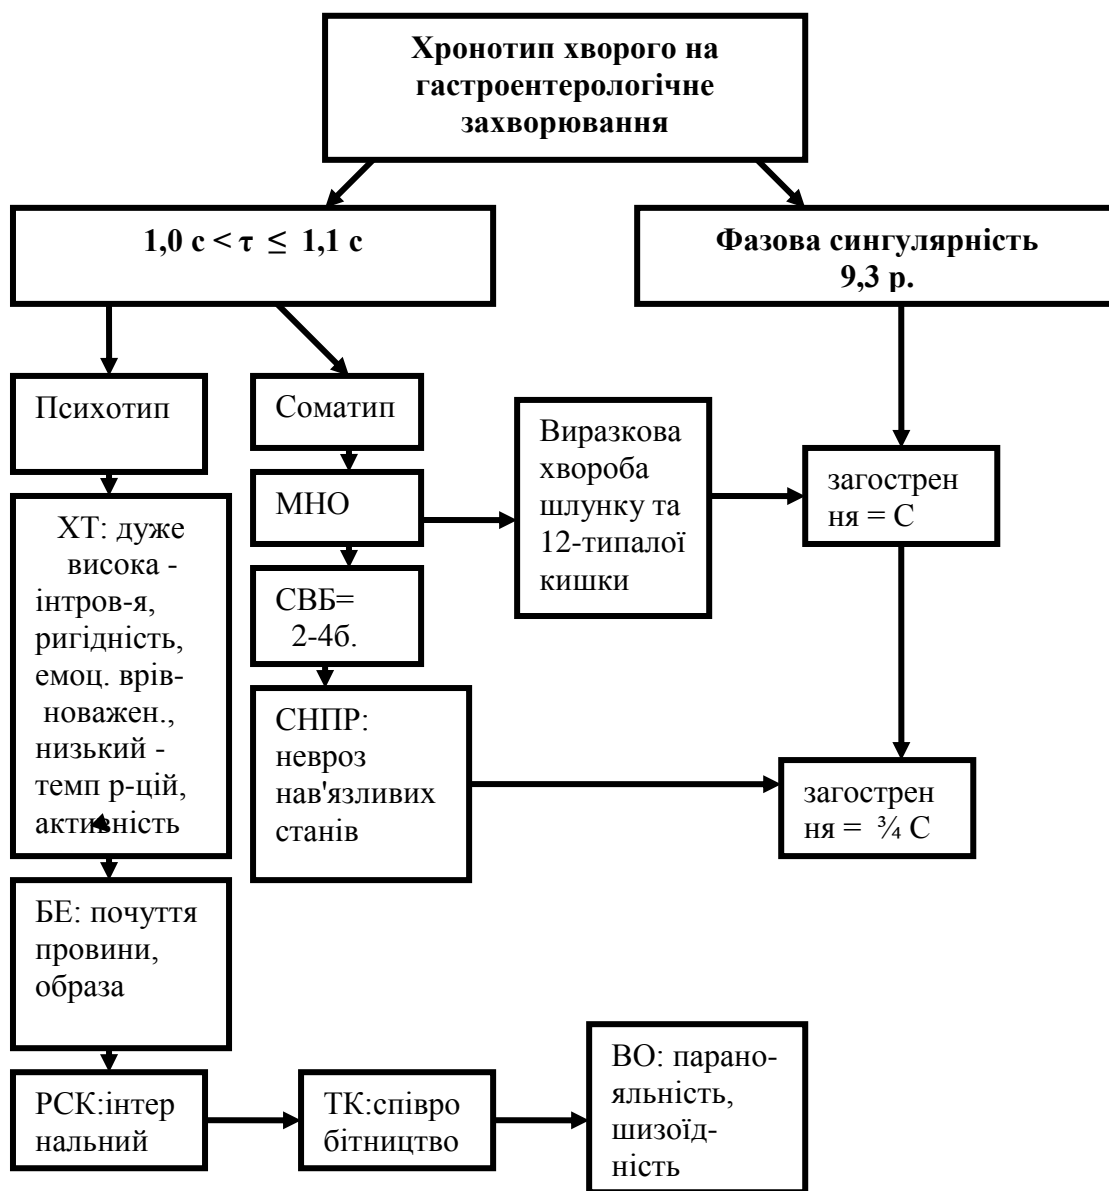 Хронотип хворого на
гастроентерологічне
захворювання
1,0 с < τ ≤ 1,1 с
Фазова сингулярність
9,3 р.
Психотип
Соматип
Виразкова
хвороба
шлунку та
12-типалої
кишки
загострен
ня = С
МНО
ХТ: дуже
висока -
інтров-я,
ригідність,
емоц. врів-
новажен.,
низький -
темп р-цій,
активність
СВБ=
2-4б.
СНПР:
невроз
нав'язливих
станів
загострен
ня = ¾ С
БЕ: почуття
провини,
образа
РСК:інтер
нальний
ТК:співро
бітництво
ВО: парано-
яльність,
шизоїд-
ність